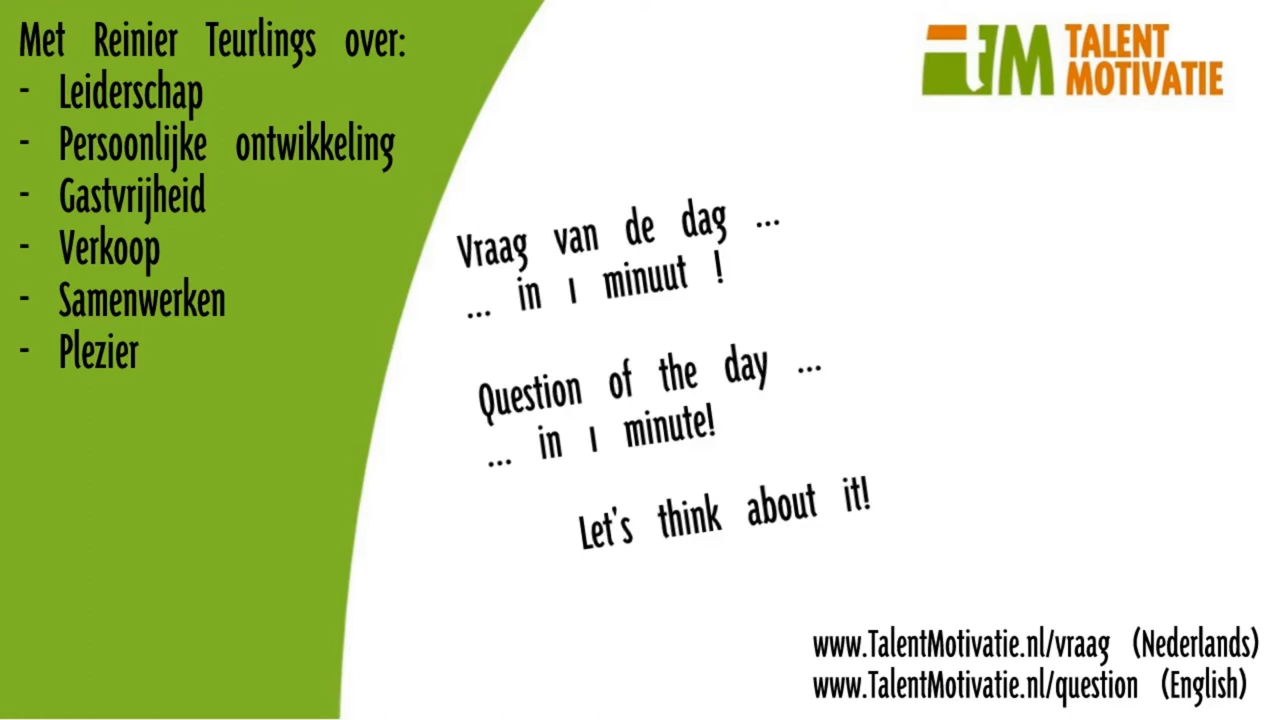 Met Reinier Teurlings over:
- Leiderschap
- Persoonlijke ontwikkeling
- Gastvrijheid
- Verkoop
- Samenwerken
- Plezier
tM TALENT
MOTIVATIE
Vraag van de dag ...
... in 1 minuut !
Question of the day ...
... in 1 minute!
Let's think about it!
www.TalentMotivatie.nl/vraag (Nederlands)
www.TalentMotivatie.nl/question (English)